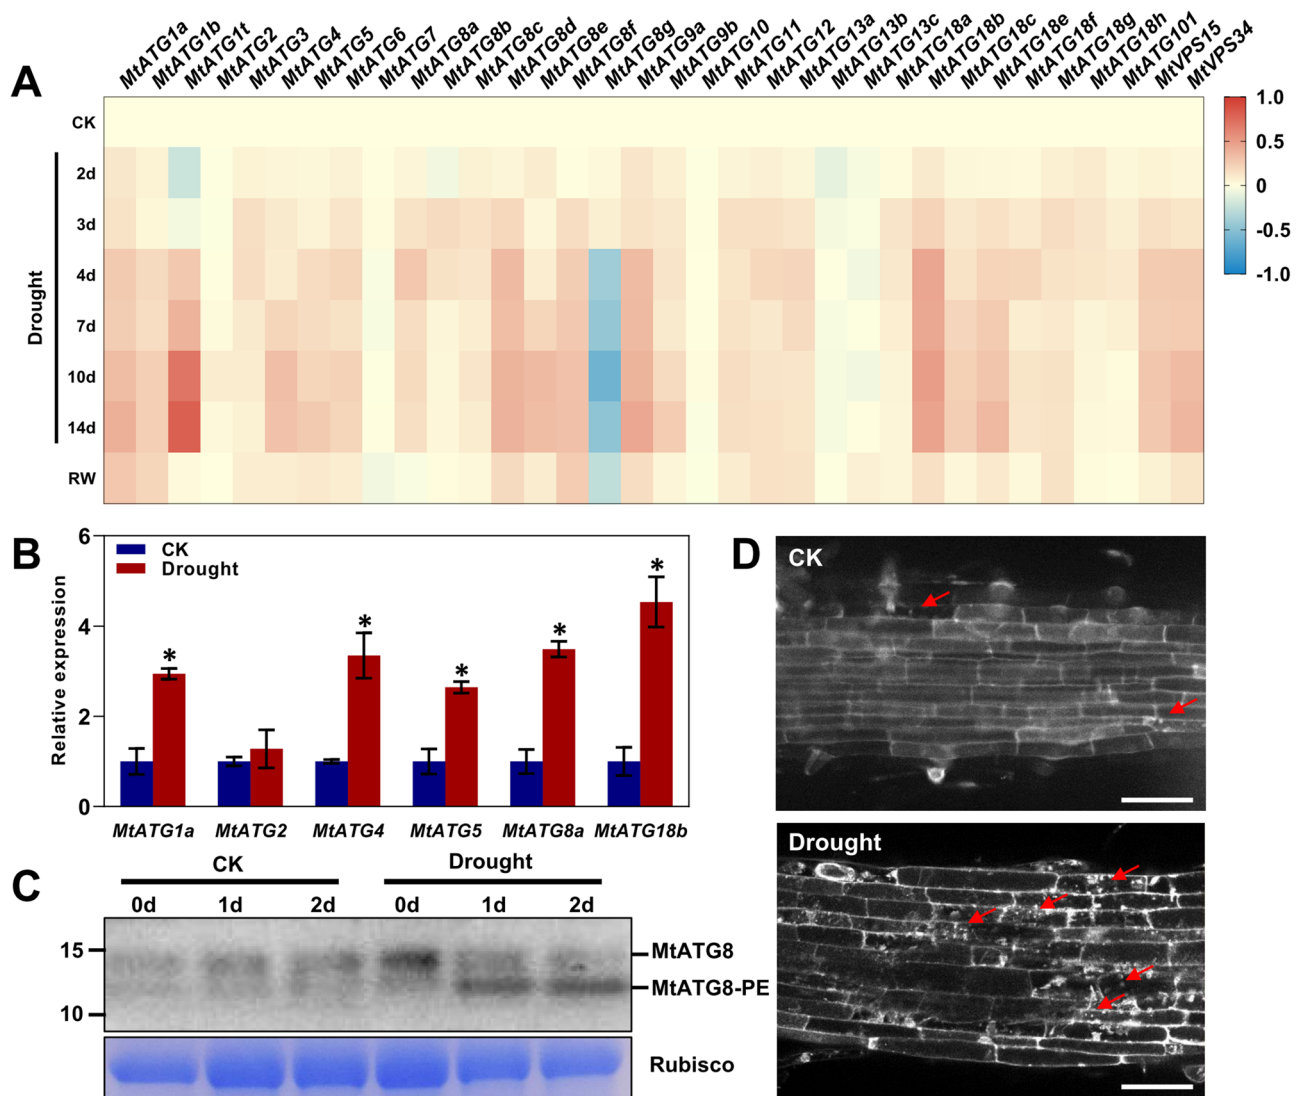 MtATG1a MtATG1b MtATG1t MtATG2 MtATG3 MtATG4 MtATG5 MtATG6 MtATG7 MtATG8a MtATG8b MtATG8c MtATG8d MtATG8e MtATG8f MtATG8g MtATG9a MtATG9b MtATG10 MtATG11 MtATG12 MtATG13a MtATG13b MtATG13c MtATG18a MtATG18b MtATG18c MtATG18e MtATG18f MtATG18g MtATG18h MtATG101 MtVPS15 MtVPS34
A
CK
2d
3d
4d
7d
10d
14d
RW
Drought
1.0
0.5
0
-0.5
-1.0
B
6
4
2
0
Relative expression
CK
Drought
*
*
*
*
*
MtATG1a MtATG2 MtATG4 MtATG5 MtATG8a MtATG18b
C
CK Drought
0d 1d 2d 0d 1d 2d
15
10
MtATG8
MtATG8-PE
Rubisco
D
CK
Drought